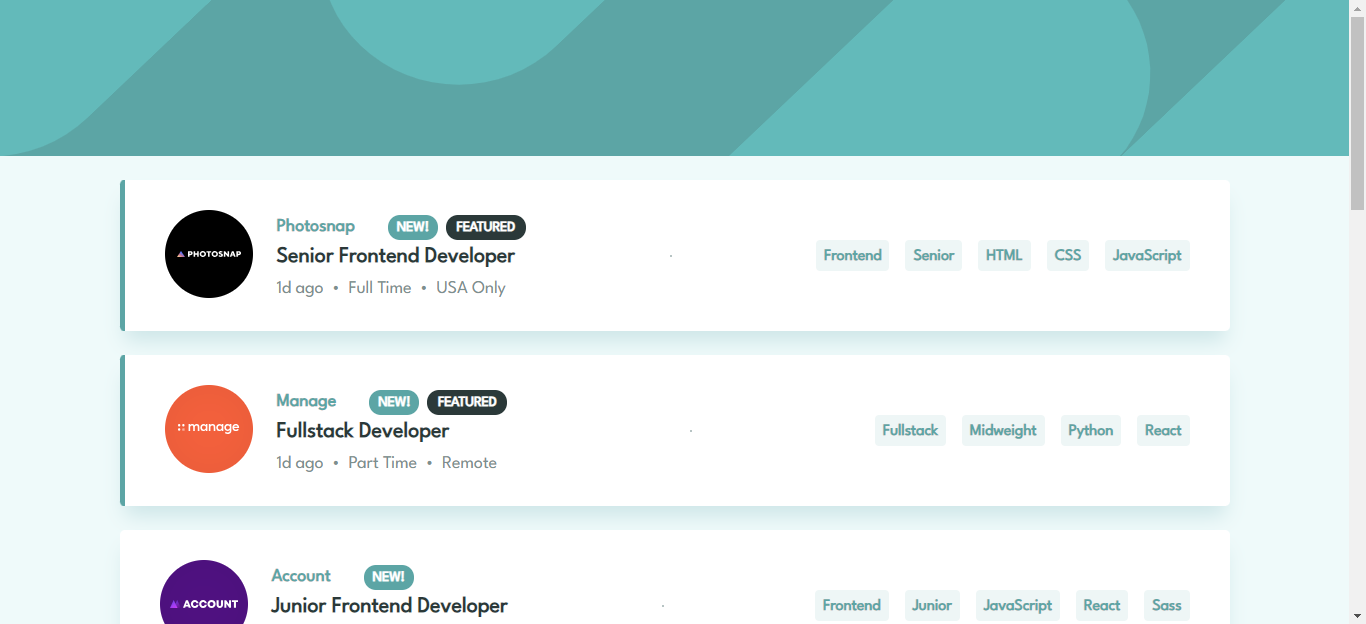 PHOTOSNAP
Photosnap NEW! FEATURED
Senior Frontend Developer
1d ago • Full Time • USA Only
Frontend Senior HTML CSS JavaScript
manage
Manage NEW! FEATURED
Fullstack Developer
1d ago • Part Time • Remote
Fullstack Midweight Python React
ACCOUNT
Account NEW!
Junior Frontend Developer
Frontend Junior JavaScript React Sass